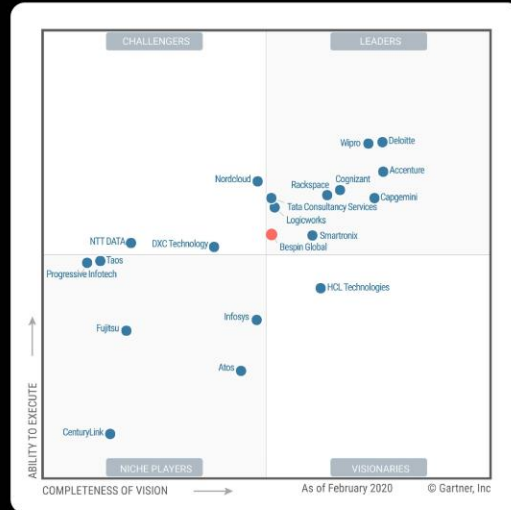 CHALLENGERS
LEADERS
Wipro
Deloitte
Accenture
Nordcloud
Rackspace
Cognizant
Capgemini
Tata Consultancy Services
Logicworks
NTT DATA
DXC Technology
Smartronix
Bespin Global
Taos
Progressive Infotech
HCL Technologies
Infosys
Fujitsu
Atos
CenturyLink
ABILITY TO EXECUTE
NICHE PLAYERS
VISIONARIES
COMPLETENESS OF VISION
As of February 2020
© Gartner, Inc